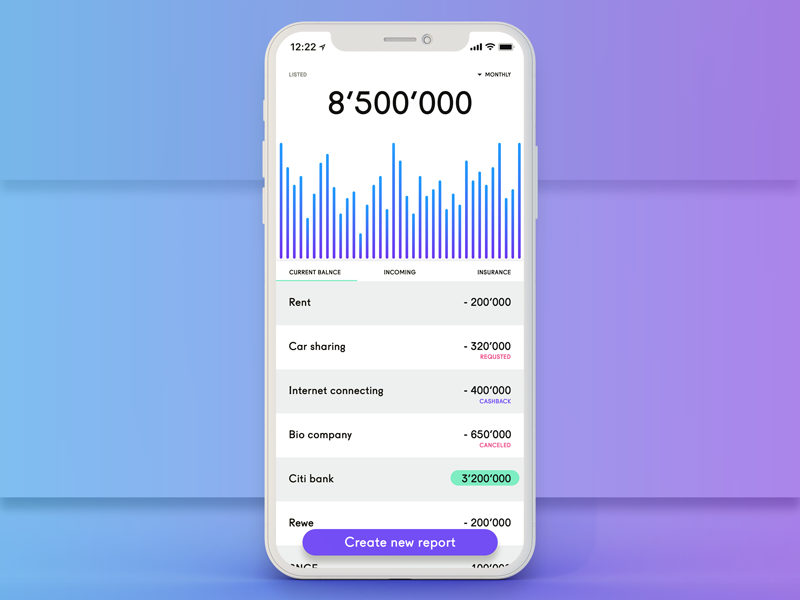 12:22
LISTED
MONTHLY
8’500’000
CURRENT BALNCE INCOMING INSURANCE
Rent - 200’000
Car sharing - 320’000
REQUSTED
Internet connecting - 400’000
CASHBACK
Bio company - 650’000
CANCELED
Citi bank 3’200’000
Rewe - 200’000
Create new report